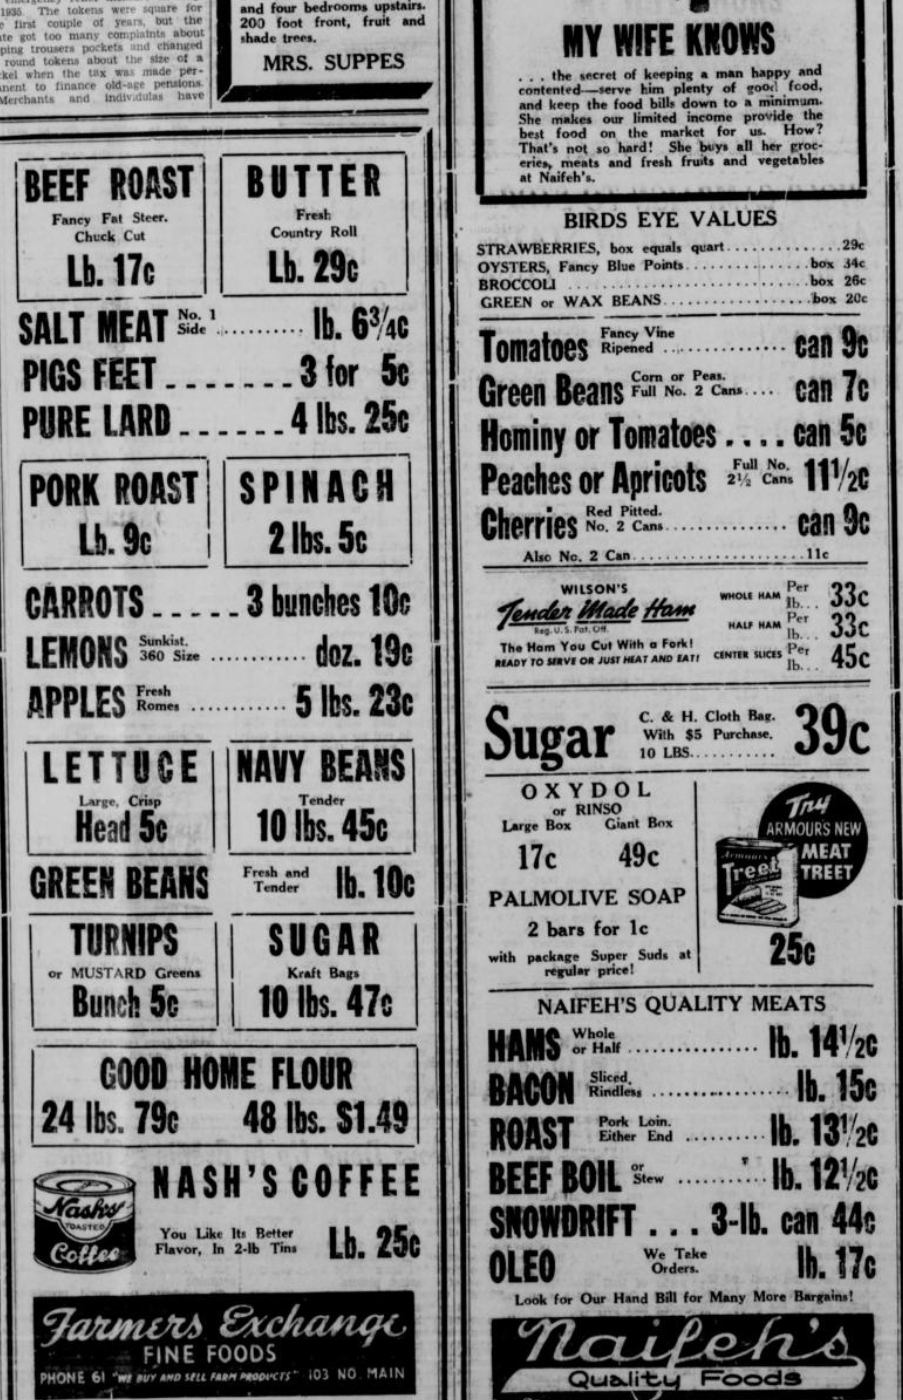 1935. The tokens were square for
first couple of years, but the
got too many complaints about
ping trousers pockets and changed
round tokens about the size of a
kel when the tax was made per-
nent to finance old-age pensions.
Merchants and individulas have
and four bedrooms upstairs.
200 foot front, fruit and
shade trees.
MRS. SUPPES
BEEF ROAST
Fancy Fat Steer.
Chuck Cut
Lb. 17c
BUTTER
Fresh
Country Roll
Lb. 29c
SALT MEAT No. 1 Side .......... lb. 6¾c
PIGS FEET _ _ _ _ _ _ _ 3 for 5c
PURE LARD _ _ _ _ _ _ 4 lbs. 25c
PORK ROAST
Lb. 9c
SPINACH
2 lbs. 5c
CARROTS _ _ _ _ _ 3 bunches 10c
LEMONS Sunkist. 360 Size ............ doz. 19c
APPLES Fresh Romes ............ 5 lbs. 23c
LETTUCE
Large, Crisp
Head 5c
NAVY BEANS
Tender
10 lbs. 45c
GREEN BEANS Fresh and Tender lb. 10c
TURNIPS
or MUSTARD Greens
Bunch 5c
SUGAR
Kraft Bags
10 lbs. 47c
GOOD HOME FLOUR
24 lbs. 79c 48 lbs. $1.49
Nash's
TOASTED
Coffee
NASH'S COFFEE
You Like Its Better
Flavor, In 2-lb Tins
Lb. 25c
Farmers Exchange
FINE FOODS
PHONE 61 "WE BUY AND SELL FARM PRODUCTS" 103 NO. MAIN
MY WIFE KNOWS
. . . the secret of keeping a man happy and
contented—serve him plenty of good food,
and keep the food bills down to a minimum.
She makes our limited income provide the
best food on the market for us. How?
That's not so hard! She buys all her groc-
eries, meats and fresh fruits and vegetables
at Naifeh's.
BIRDS EYE VALUES
STRAWBERRIES, box equals quart..............29c
OYSTERS, Fancy Blue Points...............box 34c
BROCCOLI ..............................box 26c
GREEN or WAX BEANS..................box 20c
Tomatoes Fancy Vine Ripened .............. can 9c
Green Beans Corn or Peas. Full No. 2 Cans.... can 7c
Hominy or Tomatoes .... can 5c
Peaches or Apricots Full No. 2½ Cans 11½c
Cherries Red Pitted. No. 2 Cans............... can 9c
Also No. 2 Can.....................11c
WILSON'S
Tender Made Ham
Reg. U. S. Pat. Off.
The Ham You Cut With a Fork!
READY TO SERVE OR JUST HEAT AND EAT!
WHOLE HAM Per lb... 33c
HALF HAM Per lb... 33c
CENTER SLICES Per lb... 45c
Sugar
C. & H. Cloth Bag.
With $5 Purchase.
10 LBS...........
39c
OXYDOL
or RINSO
Large Box Giant Box
17c 49c
PALMOLIVE SOAP
2 bars for 1c
with package Super Suds at
regular price!
Try
ARMOUR'S NEW
MEAT
TREET
Armour's
Treet
25c
NAIFEH'S QUALITY MEATS
HAMS Whole or Half ................ lb. 14½c
BACON Sliced, Rindless ................. lb. 15c
ROAST Pork Loin. Either End .......... lb. 13½c
BEEF BOIL or Stew ........... lb. 12½c
SNOWDRIFT . . . 3-lb. can 44c
OLEO We Take Orders. lb. 17c
Look for Our Hand Bill for Many More Bargains!
Naifeh's
Quality Foods